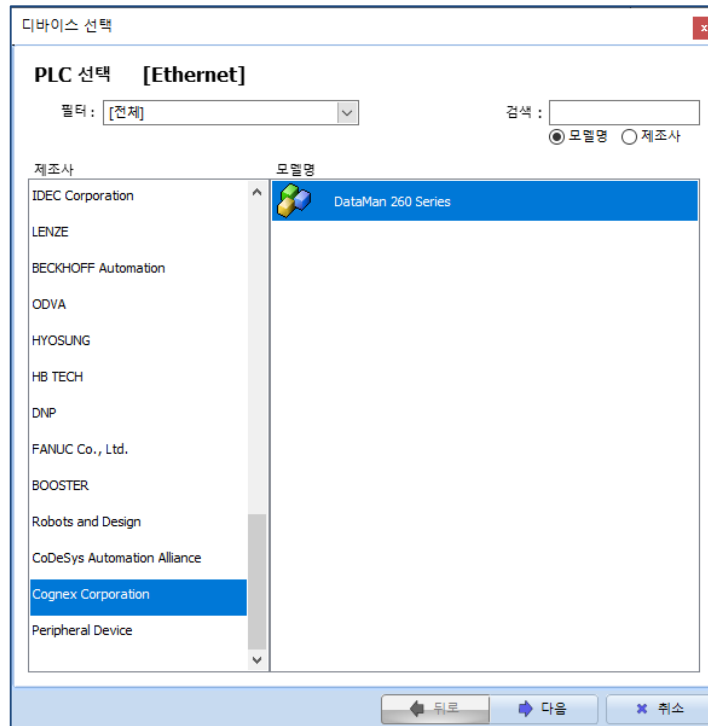 디바이스 선택
x
PLC 선택 [Ethernet]
필터 : [전체]
검색 :
모델명 제조사
제조사 모델명
IDEC Corporation
DataMan 260 Series
LENZE
BECKHOFF Automation
ODVA
HYOSUNG
HB TECH
DNP
FANUC Co., Ltd.
BOOSTER
Robots and Design
CoDeSys Automation Alliance
Cognex Corporation
Peripheral Device
뒤로 다음 취소